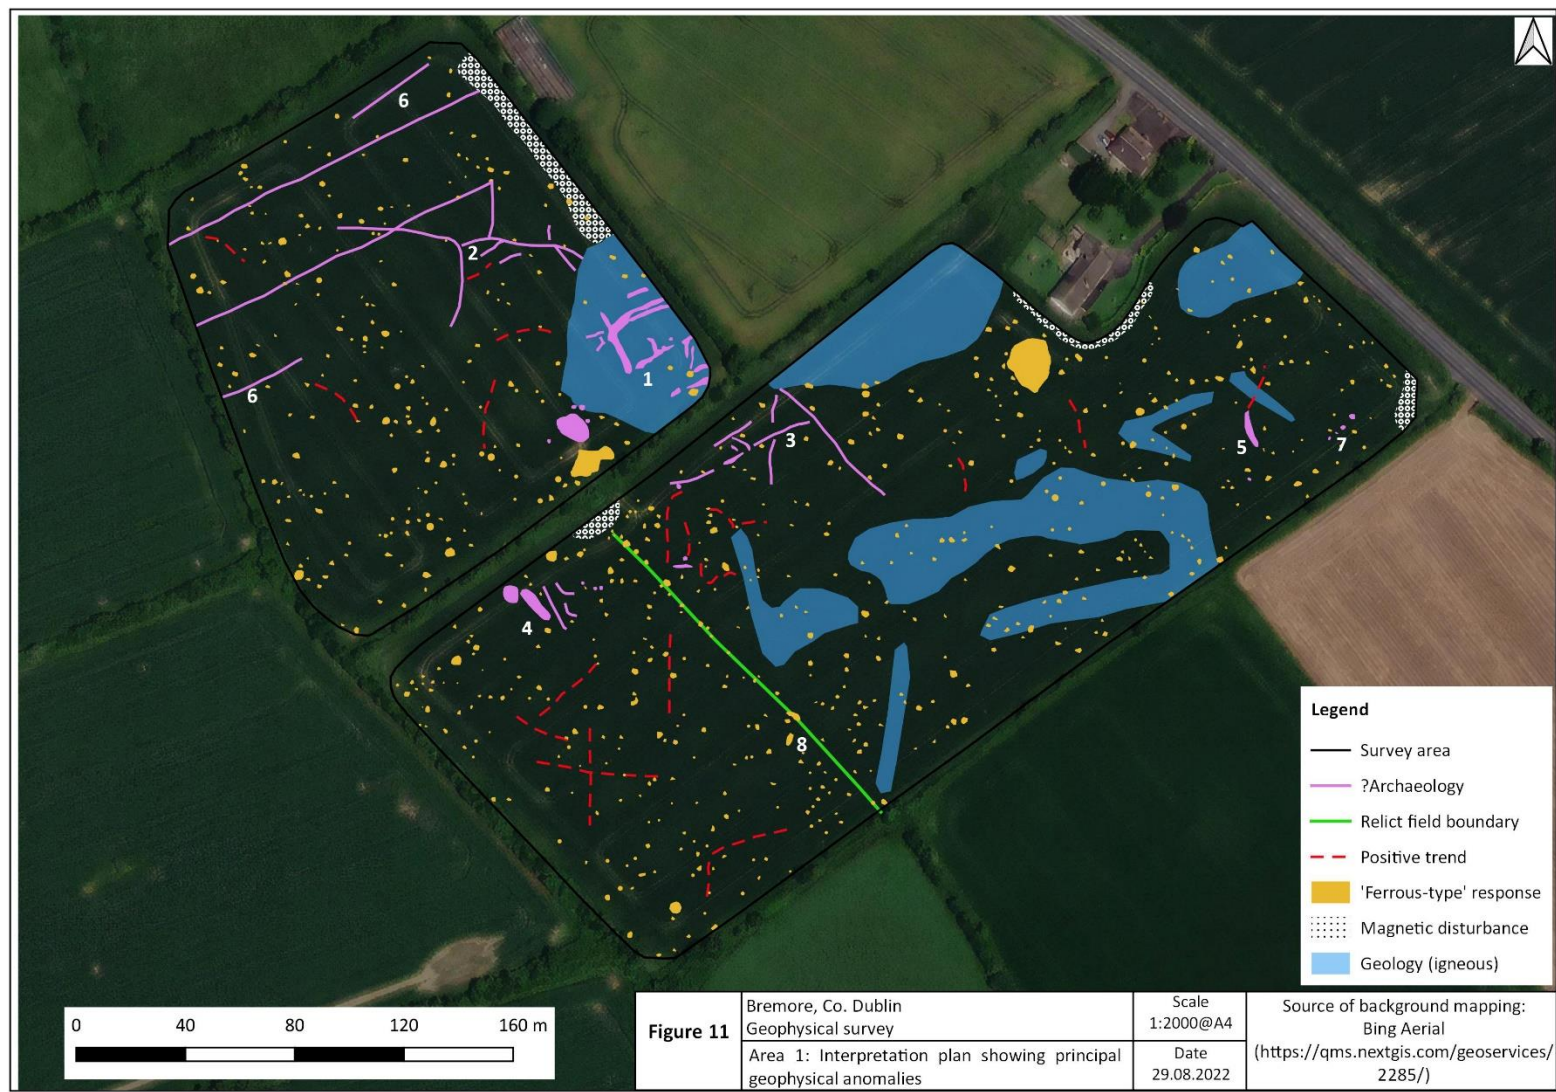 6
2
1
6
3
5
7
4
8
Legend
Survey area
?Archaeology
Relict field boundary
Positive trend
'Ferrous-type' response
Magnetic disturbance
Geology (igneous)
0 40 80 120 160 m
Figure 11
Bremore, Co. Dublin
Geophysical survey
Area 1: Interpretation plan showing principal
geophysical anomalies
Scale
1:2000@A4
Date
29.08.2022
Source of background mapping:
Bing Aerial
(https://qms.nextgis.com/geoservices/
2285/)